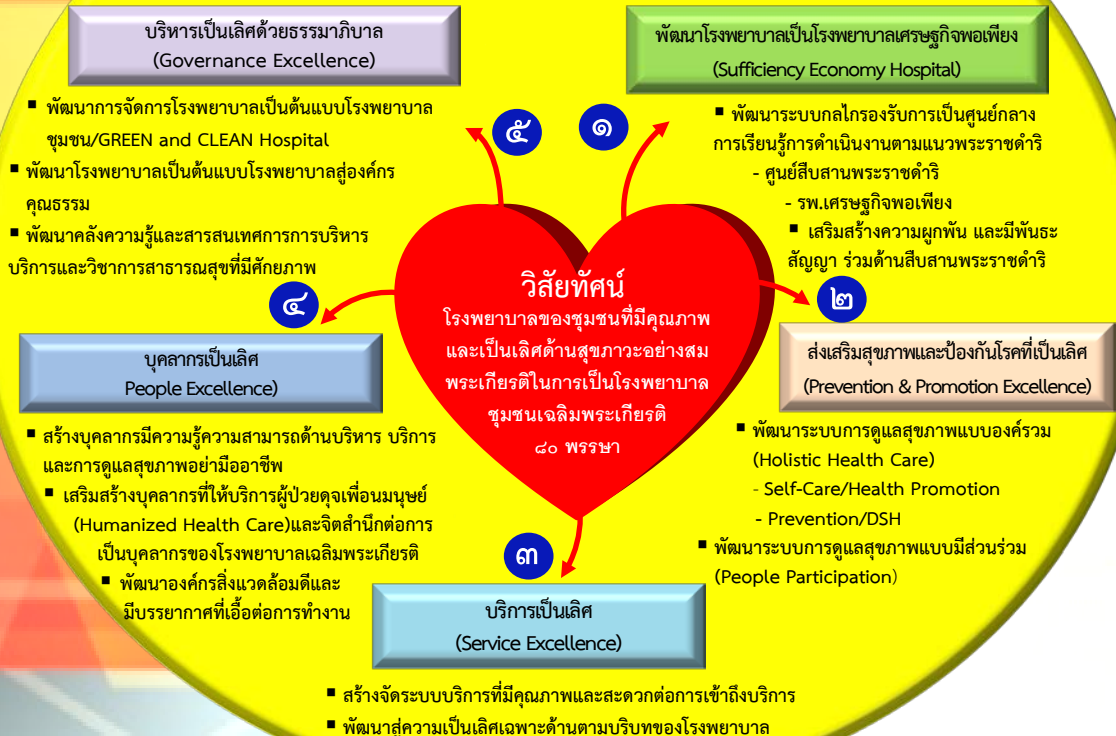 บริหารเป็นเลิศด้วยธรรมาภิบาล
(Governance Excellence)
▪ พัฒนาการจัดการโรงพยาบาลเป็นต้นแบบโรงพยาบาล
ชุมชน/GREEN and CLEAN Hospital
▪ พัฒนาโรงพยาบาลเป็นต้นแบบโรงพยาบาลสู่องค์กร
คุณธรรม
▪ พัฒนาคลังความรู้และสารสนเทศการการบริหาร
บริการและวิชาการสาธารณสุขที่มีศักยภาพ
๕
๑
พัฒนาโรงพยาบาลเป็นโรงพยาบาลเศรษฐกิจพอเพียง
(Sufficiency Economy Hospital)
▪ พัฒนาระบบกลไกรองรับการเป็นศูนย์กลาง
การเรียนรู้การดำเนินงานตามแนวพระราชดำริ
- ศูนย์สืบสานพระราชดำริ
- รพ.เศรษฐกิจพอเพียง
▪ เสริมสร้างความผูกพัน และมีพันธะ
สัญญา ร่วมด้านสืบสานพระราชดำริ
วิสัยทัศน์
โรงพยาบาลของชุมชนที่มีคุณภาพ
และเป็นเลิศด้านสุขภาวะอย่างสม
พระเกียรติในการเป็นโรงพยาบาล
ชุมชนเฉลิมพระเกียรติ
๘๐ พรรษา
๔
๒
บุคลากรเป็นเลิศ
People Excellence)
▪ สร้างบุคลากรมีความรู้ความสามารถด้านบริหาร บริการ
และการดูแลสุขภาพอย่ามืออาชีพ
▪ เสริมสร้างบุคลากรที่ให้บริการผู้ป่วยดุจเพื่อนมนุษย์
(Humanized Health Care)และจิตสำนึกต่อการ
เป็นบุคลากรของโรงพยาบาลเฉลิมพระเกียรติ
▪ พัฒนาองค์กรสิ่งแวดล้อมดีและ
มีบรรยากาศที่เอื้อต่อการทำงาน
ส่งเสริมสุขภาพและป้องกันโรคที่เป็นเลิศ
(Prevention & Promotion Excellence)
▪ พัฒนาระบบการดูแลสุขภาพแบบองค์รวม
(Holistic Health Care)
- Self-Care/Health Promotion
- Prevention/DSH
▪ พัฒนาระบบการดูแลสุขภาพแบบมีส่วนร่วม
(People Participation)
๓
บริการเป็นเลิศ
(Service Excellence)
▪ สร้างจัดระบบบริการที่มีคุณภาพและสะดวกต่อการเข้าถึงบริการ
▪ พัฒนาสู่ความเป็นเลิศเฉพาะด้านตามบริบทของโรงพยาบาล